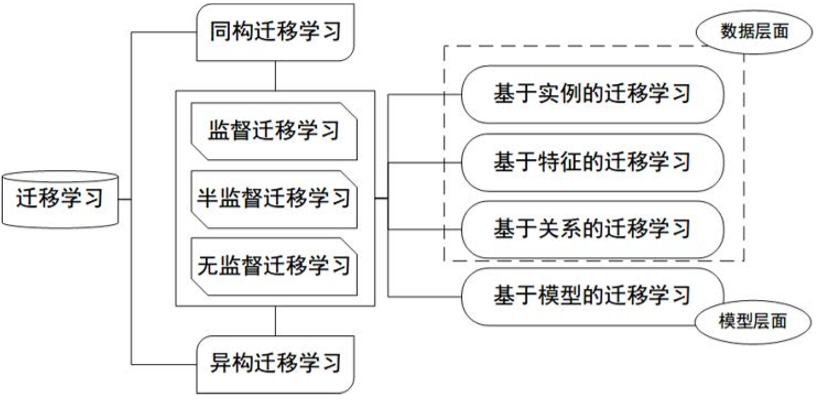 迁移学习
同构迁移学习
监督迁移学习
半监督迁移学习
无监督迁移学习
异构迁移学习
数据层面
基于实例的迁移学习
基于特征的迁移学习
基于关系的迁移学习
基于模型的迁移学习
模型层面